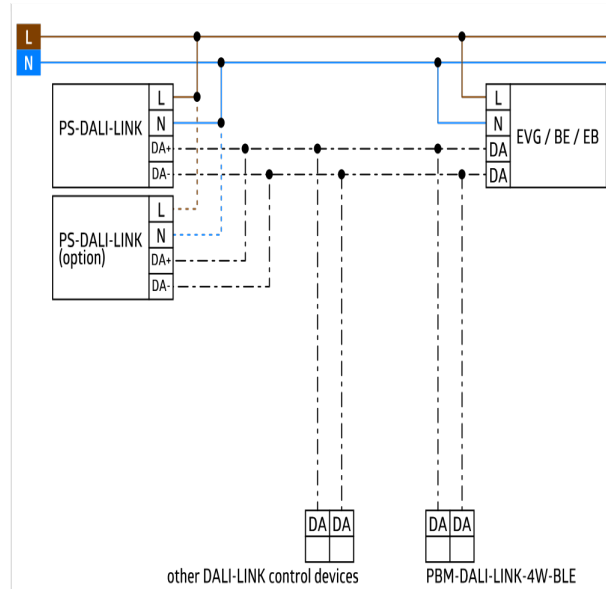 L
N
PS-DALI-LINK
L
N
DA+
DA-
EVG / BE / EB
L
N
DA
DA
PS-DALI-LINK
(option)
L
N
DA+
DA-
DA DA
DA DA
other DALI-LINK control devices
PBM-DALI-LINK-4W-BLE